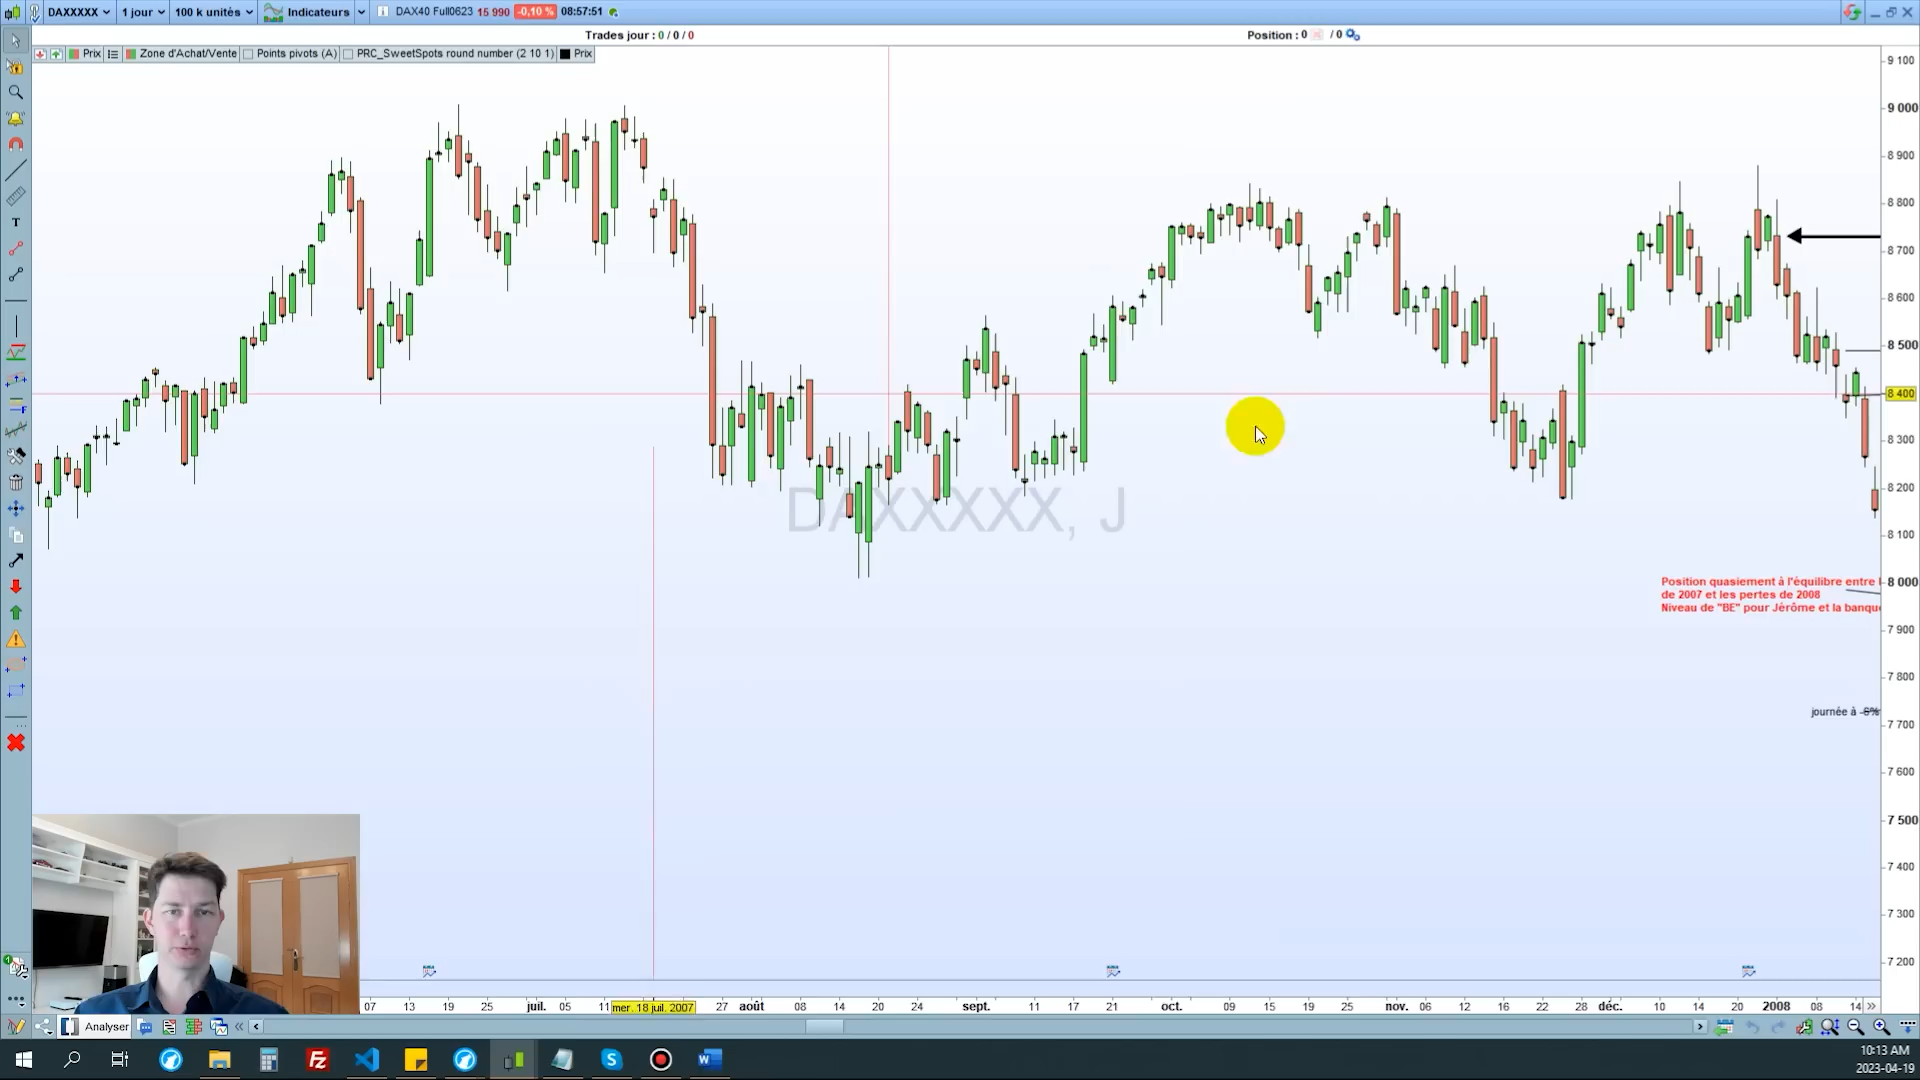 DAXXXXX
1 jour
100 k unités
Indicateurs
DAX40 Full0623 15 990 -0,10 % 08:57:51
Trades jour : 0 / 0 / 0
Position : 0 / 0
Prix
Zone d'Achat/Vente
Points pivots (A)
PRC_SweetSpots round number (2 10 1)
Prix
9 100
9 000
8 900
8 800
8 700
8 600
8 500
8 400
8 300
8 200
8 100
8 000
7 900
7 800
7 700
7 600
7 500
7 400
7 300
7 200
DAXXXXX, J
Position quasiement à l'équilibre entre l
de 2007 et les pertes de 2008
Niveau de "BE" pour Jérôme et la banqu
journée à -6%
07 13 19 25 juil. 05 11 mer. 18 juil. 2007 27 août 08 14 20 24 sept. 11 17 21 oct. 09 15 19 25 nov. 06 12 16 22 28 déc. 10 14 20 2008 08 14 »
Analyser
10:13 AM
2023-04-19